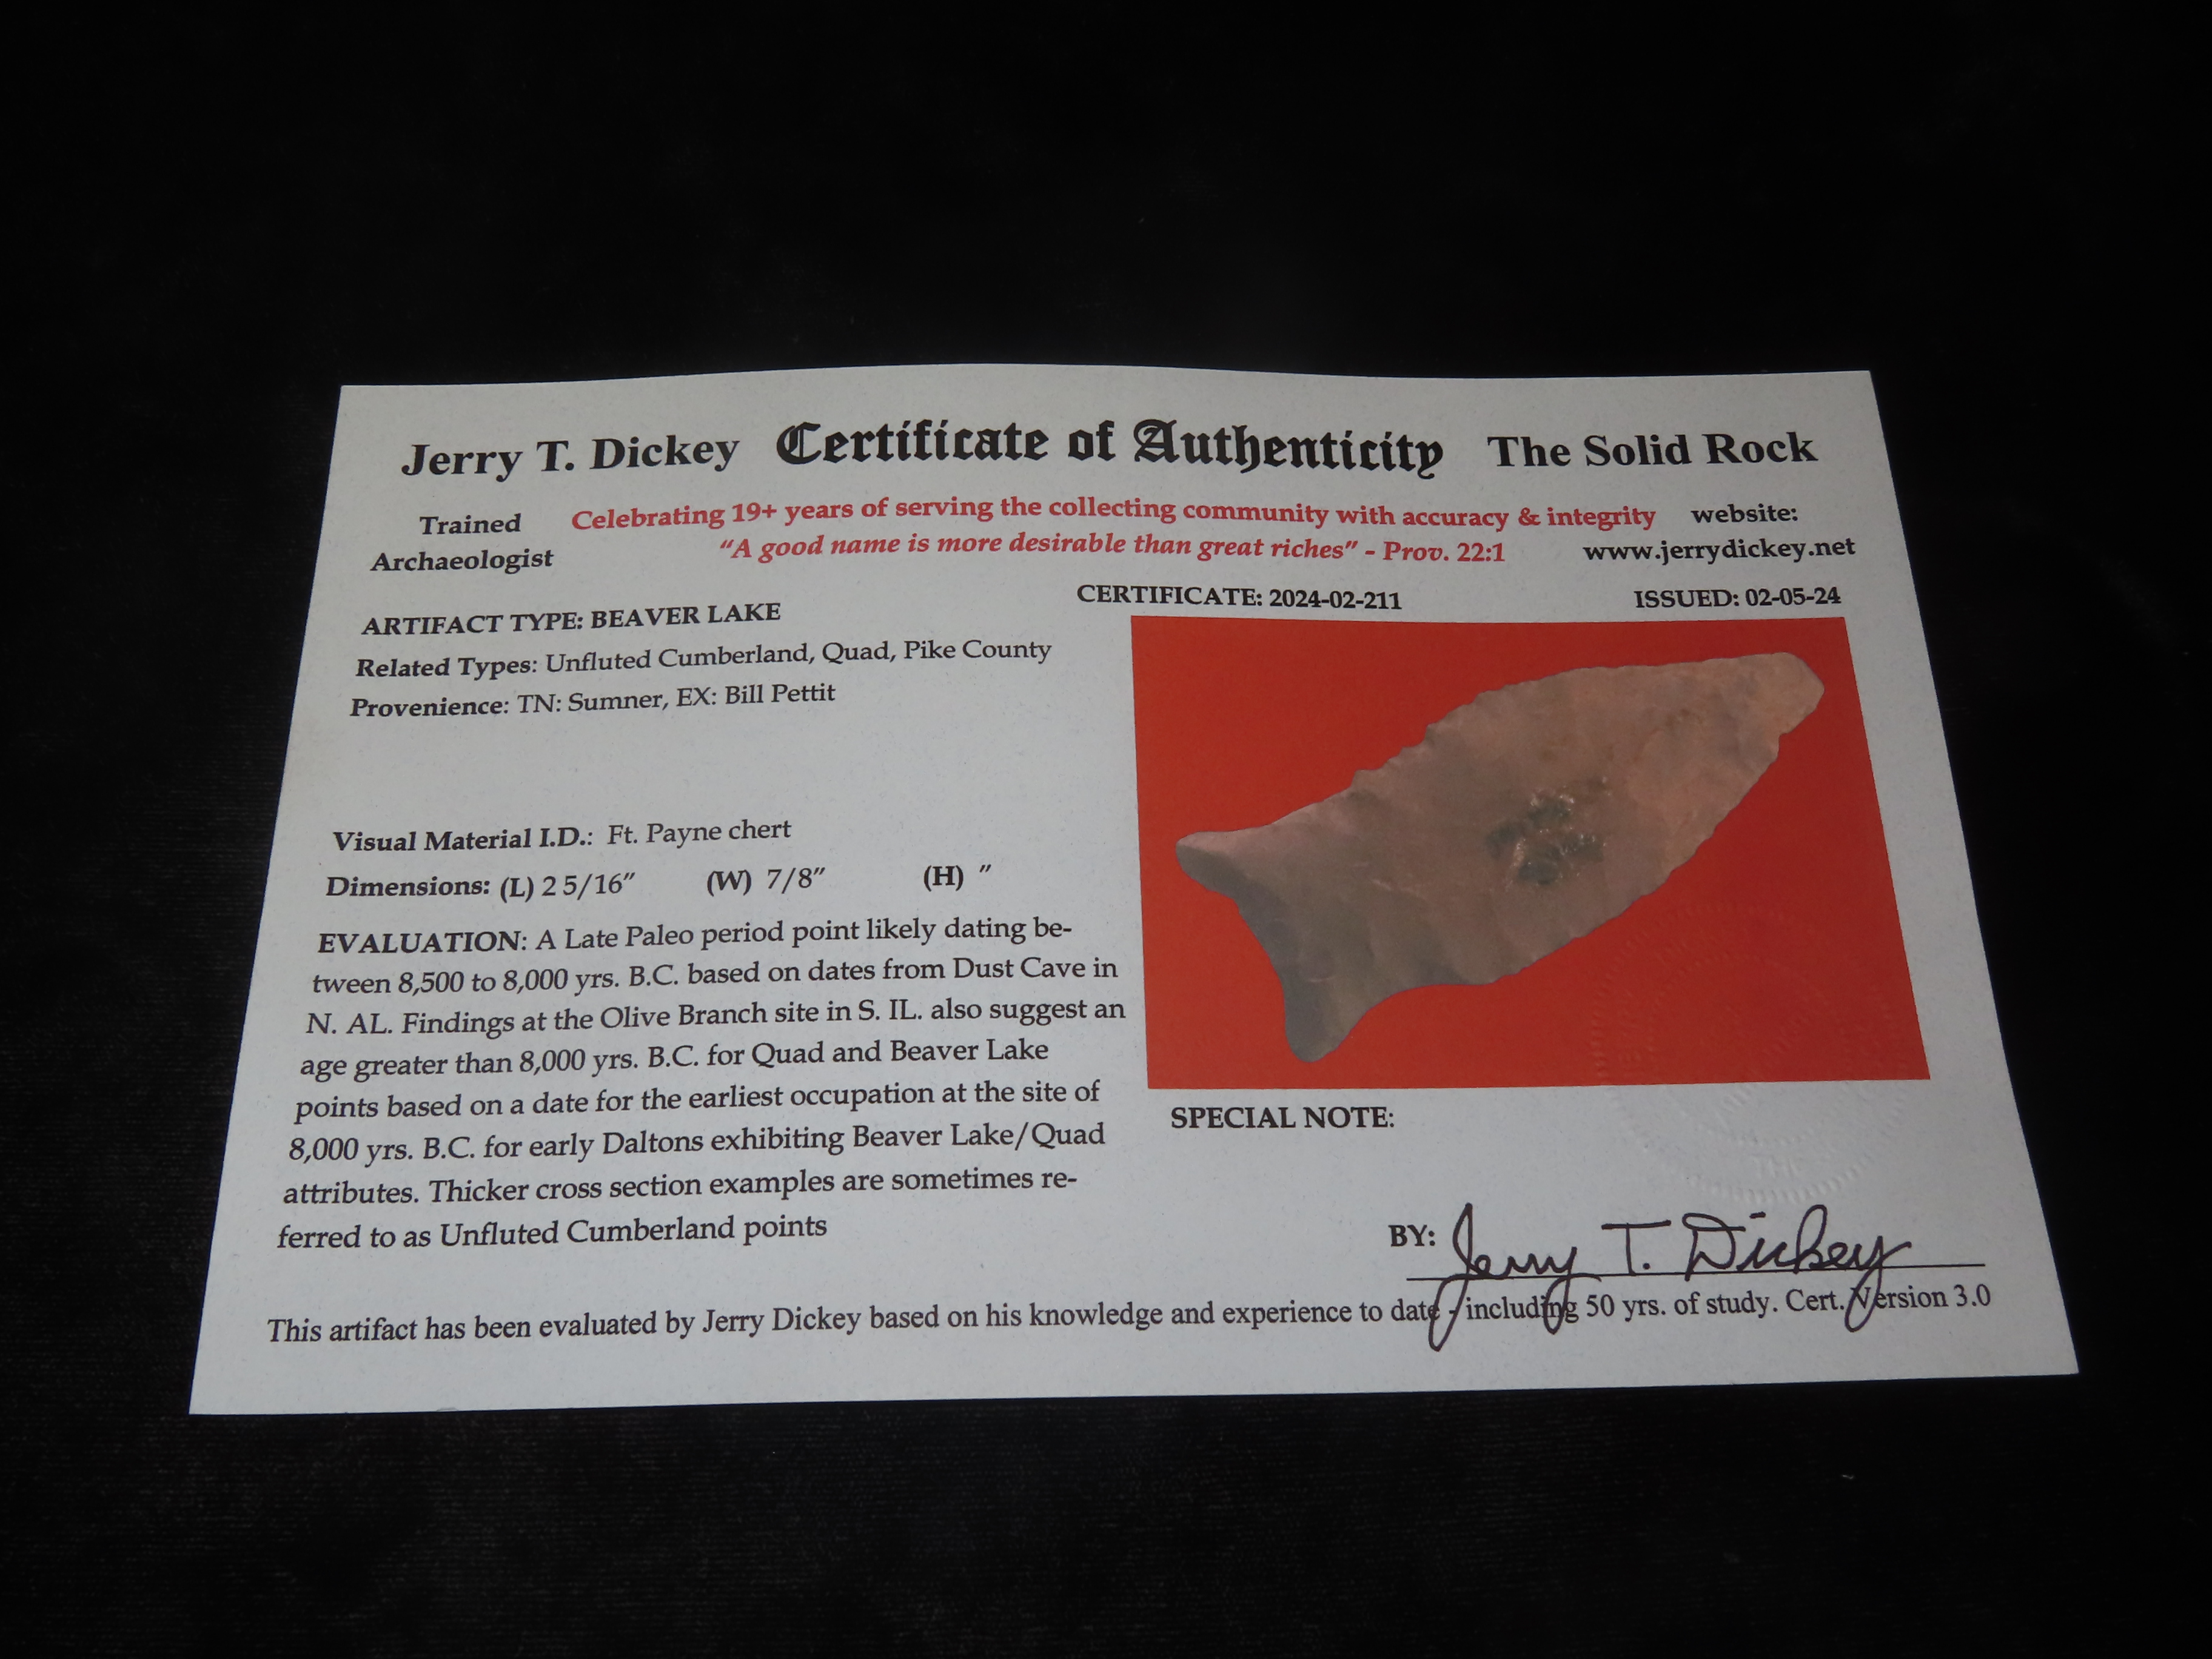 Jerry T. Dickey Certificate of Authenticity The Solid Rock
Trained Archaeologist
Celebrating 19+ years of serving the collecting community with accuracy & integrity
"A good name is more desirable than great riches" - Prov. 22:1
website:
www.jerrydickey.net
CERTIFICATE: 2024-02-211 ISSUED: 02-05-24
ARTIFACT TYPE: BEAVER LAKE
Related Types: Unfluted Cumberland, Quad, Pike County
Provenience: TN: Sumner, EX: Bill Pettit
Visual Material I.D.: Ft. Payne chert
Dimensions: (L) 2 5/16" (W) 7/8" (H) "
EVALUATION: A Late Paleo period point likely dating be-
tween 8,500 to 8,000 yrs. B.C. based on dates from Dust Cave in
N. AL. Findings at the Olive Branch site in S. IL. also suggest an
age greater than 8,000 yrs. B.C. for Quad and Beaver Lake
points based on a date for the earliest occupation at the site of
8,000 yrs. B.C. for early Daltons exhibiting Beaver Lake/Quad
attributes. Thicker cross section examples are sometimes re-
ferred to as Unfluted Cumberland points
SPECIAL NOTE:
BY: Jerry T. Dickey
This artifact has been evaluated by Jerry Dickey based on his knowledge and experience to date - including 50 yrs. of study. Cert. Version 3.0